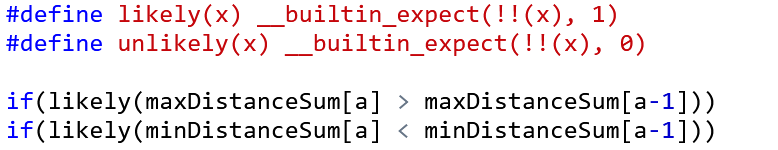 #define likely(x) __builtin_expect(!!(x), 1)
#define unlikely(x) __builtin_expect(!!(x), 0)
if(likely(maxDistanceSum[a] > maxDistanceSum[a-1]))
if(likely(minDistanceSum[a] < minDistanceSum[a-1]))